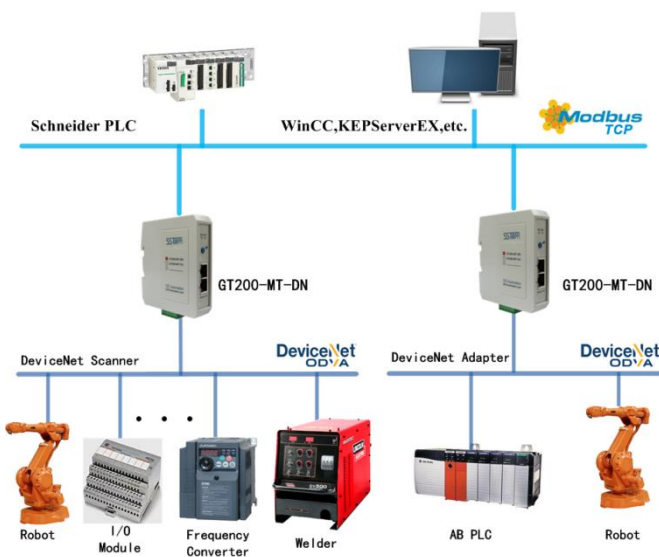 Schneider PLC
WinCC,KEPServerEX,etc.
Modbus
TCP
GT200-MT-DN
GT200-MT-DN
DeviceNet Scanner
DeviceNet
ODVA
DeviceNet Adapter
DeviceNet
ODVA
Robot
I/O
Module
Frequency
Converter
Welder
AB PLC
Robot